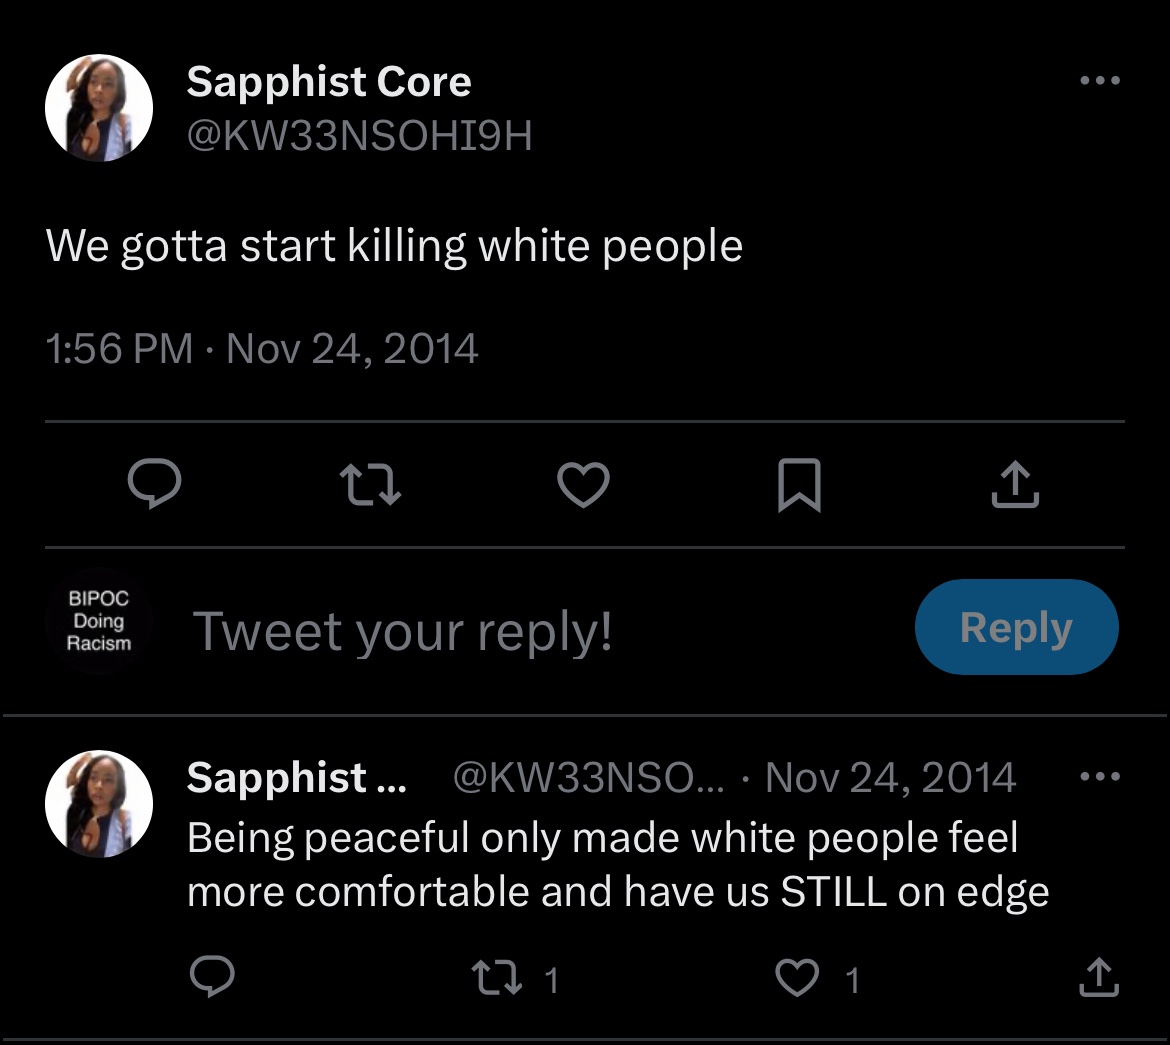 Sapphist Core
@KW33NSOHI9H
We gotta start killing white people
1:56 PM · Nov 24, 2014
BIPOC
Doing
Racism
Tweet your reply!
Reply
Sapphist ... @KW33NSO... · Nov 24, 2014
Being peaceful only made white people feel
more comfortable and have us STILL on edge
1 1